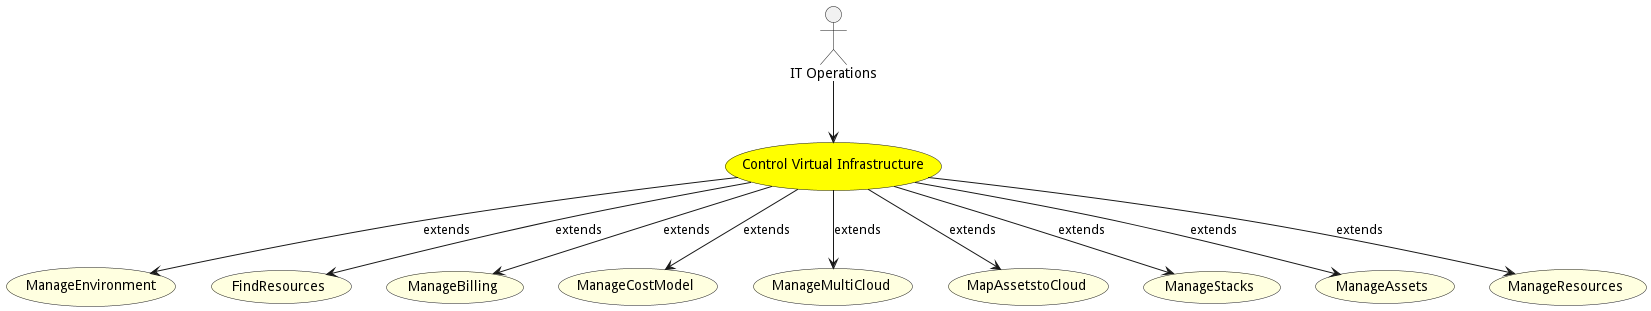 IT Operations
Control Virtual Infrastructure
extends extends extends extends extends extends extends extends extends
ManageEnvironment FindResources ManageBilling ManageCostModel ManageMultiCloud MapAssetstoCloud ManageStacks ManageAssets ManageResources